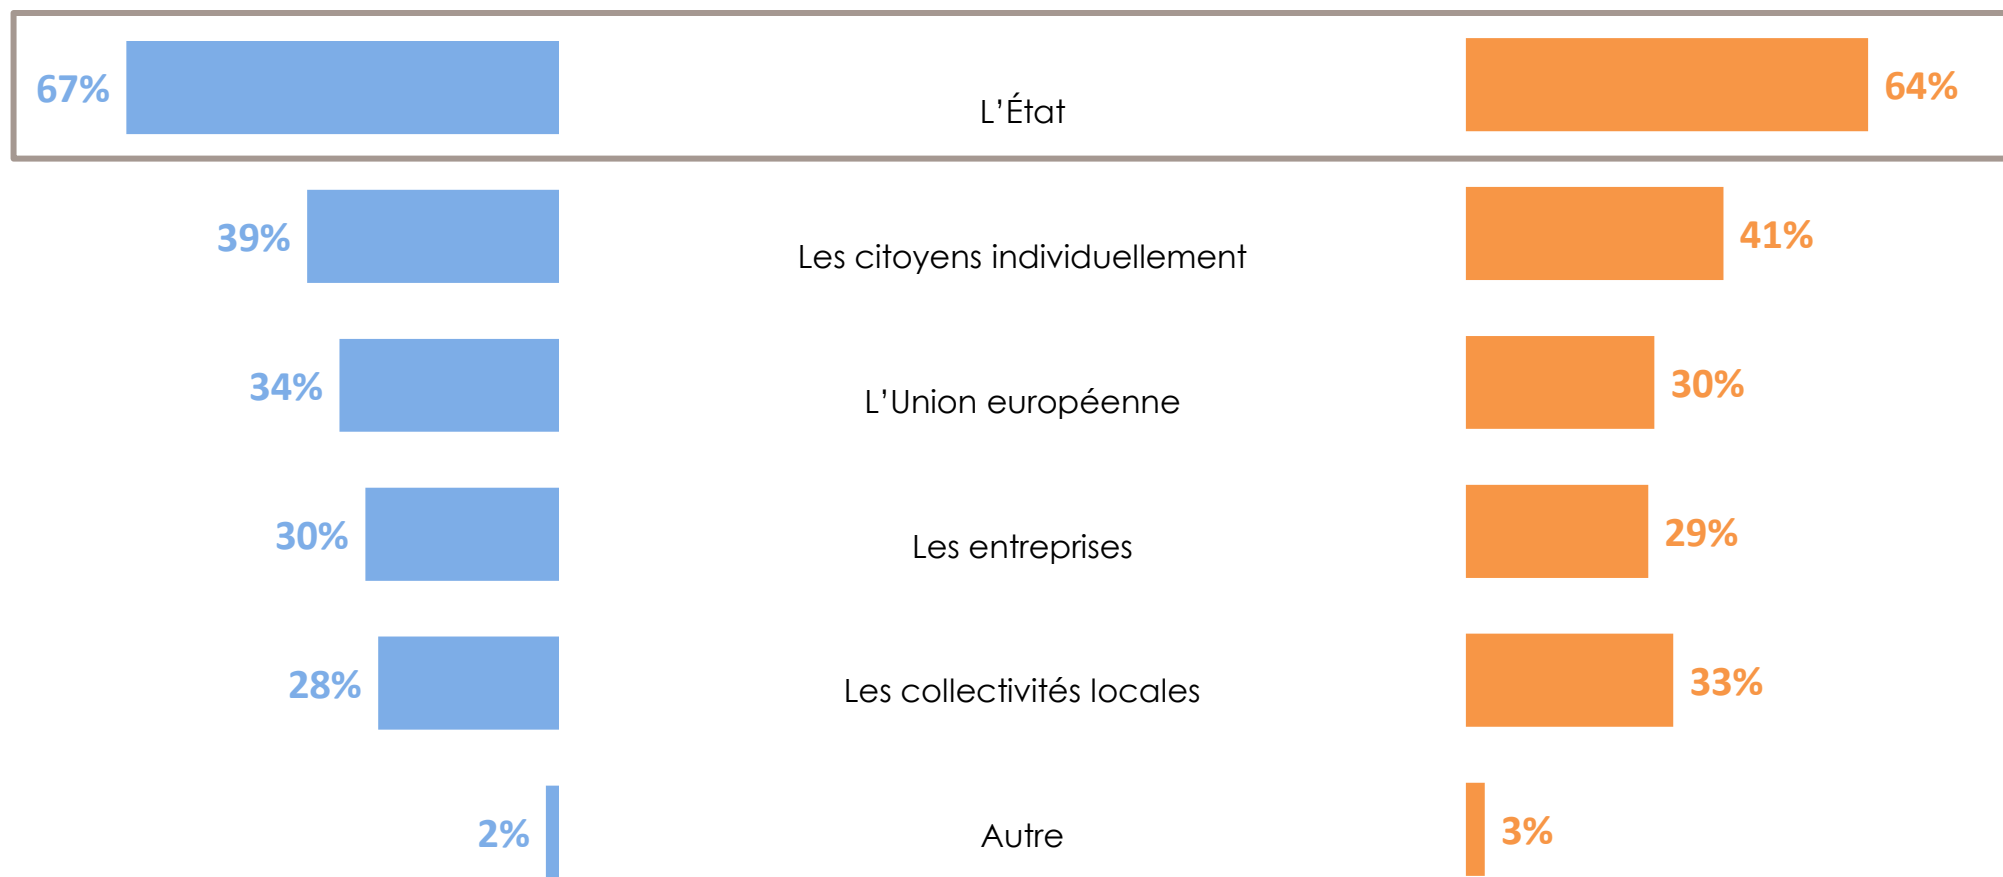 67% L’État 64%
39% Les citoyens individuellement 41%
34% L’Union européenne 30%
30% Les entreprises 29%
28% Les collectivités locales 33%
2% Autre 3%